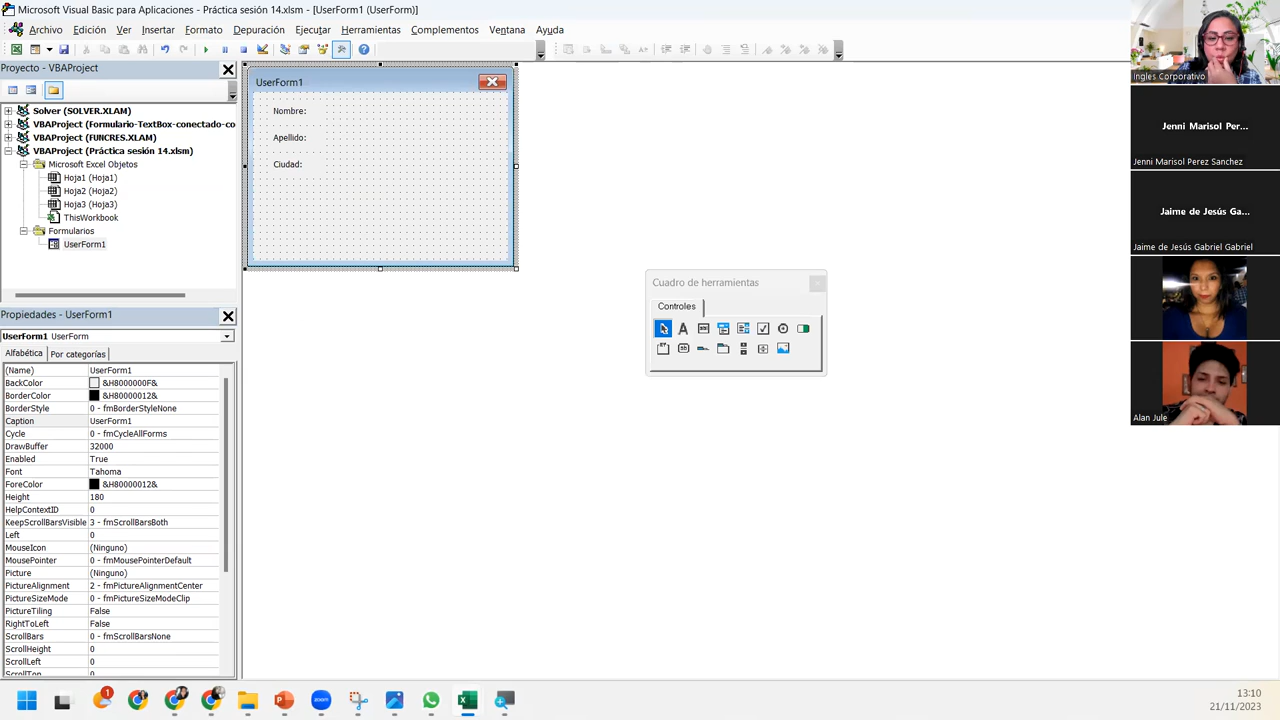 Microsoft Visual Basic para Aplicaciones - Práctica sesión 14.xlsm - [UserForm1 (UserForm)]
Archivo Edición Ver Insertar Formato Depuración Ejecutar Herramientas Complementos Ventana Ayuda
Proyecto - VBAProject
Solver (SOLVER.XLAM)
VBAProject (Formulario-TextBox-conectado-co
VBAProject (FUNCRES.XLAM)
VBAProject (Práctica sesión 14.xlsm)
Microsoft Excel Objetos
Hoja1 (Hoja1)
Hoja2 (Hoja2)
Hoja3 (Hoja3)
ThisWorkbook
Formularios
UserForm1
Propiedades - UserForm1
UserForm1 UserForm
Alfabética Por categorías
(Name) UserForm1
BackColor &H8000000F&
BorderColor &H80000012&
BorderStyle 0 - fmBorderStyleNone
Caption UserForm1
Cycle 0 - fmCycleAllForms
DrawBuffer 32000
Enabled True
Font Tahoma
ForeColor &H80000012&
Height 180
HelpContextID 0
KeepScrollBarsVisible 3 - fmScrollBarsBoth
Left 0
MouseIcon (Ninguno)
MousePointer 0 - fmMousePointerDefault
Picture (Ninguno)
PictureAlignment 2 - fmPictureAlignmentCenter
PictureSizeMode 0 - fmPictureSizeModeClip
PictureTiling False
RightToLeft False
ScrollBars 0 - fmScrollBarsNone
ScrollHeight 0
ScrollLeft 0
ScrollTop 0
UserForm1
Nombre:
Apellido:
Ciudad:
Cuadro de herramientas
Controles
Ingles Corporativo
Jenni Marisol Per...
Jenni Marisol Perez Sanchez
Jaime de Jesús Ga...
Jaime de Jesús Gabriel Gabriel
Alan Jule
1
zoom
13:10
21/11/2023